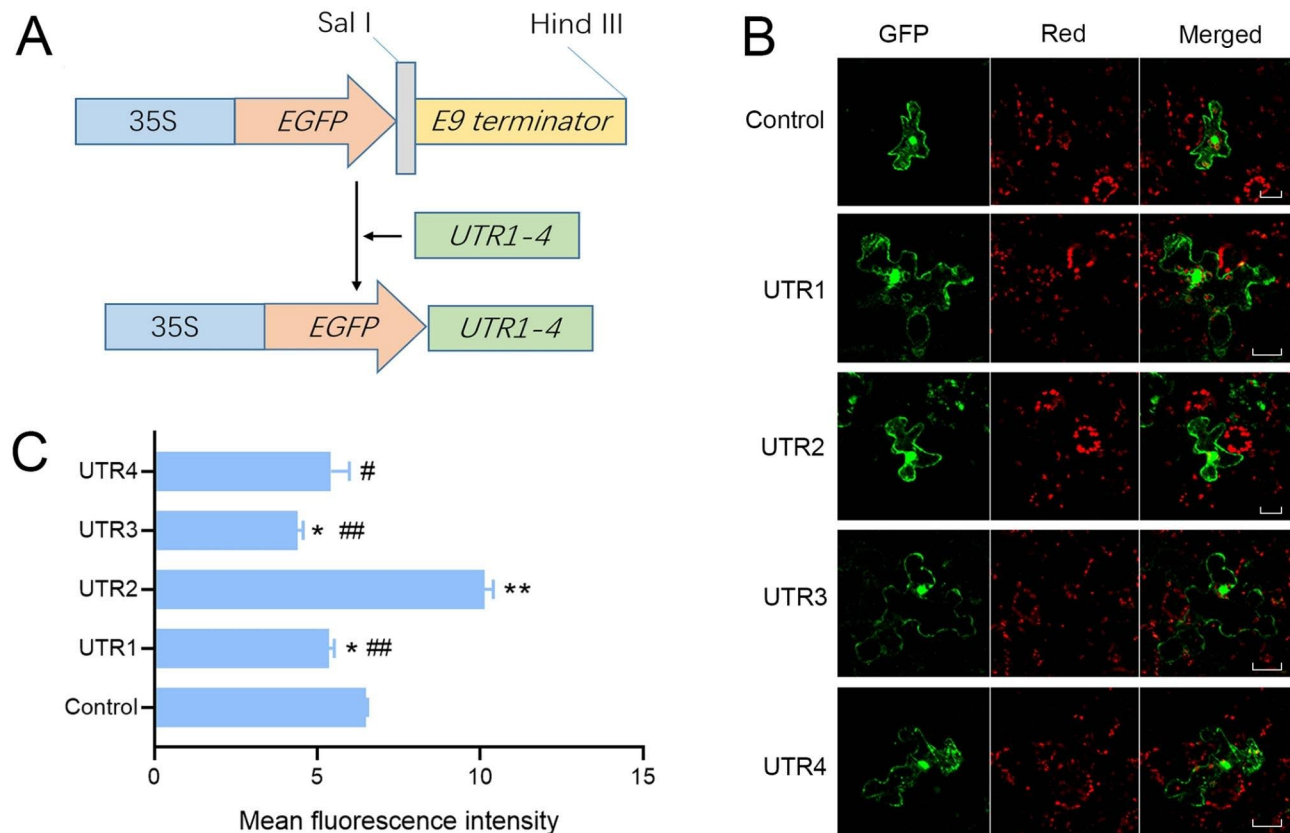 A
Sal I
Hind III
35S
EGFP
E9 terminator
UTR1-4
35S
EGFP
UTR1-4
B
GFP
Red
Merged
Control
UTR1
UTR2
UTR3
UTR4
C
UTR4
#
UTR3
* ##
UTR2
**
UTR1
* ##
Control
0
5
10
15
Mean fluorescence intensity